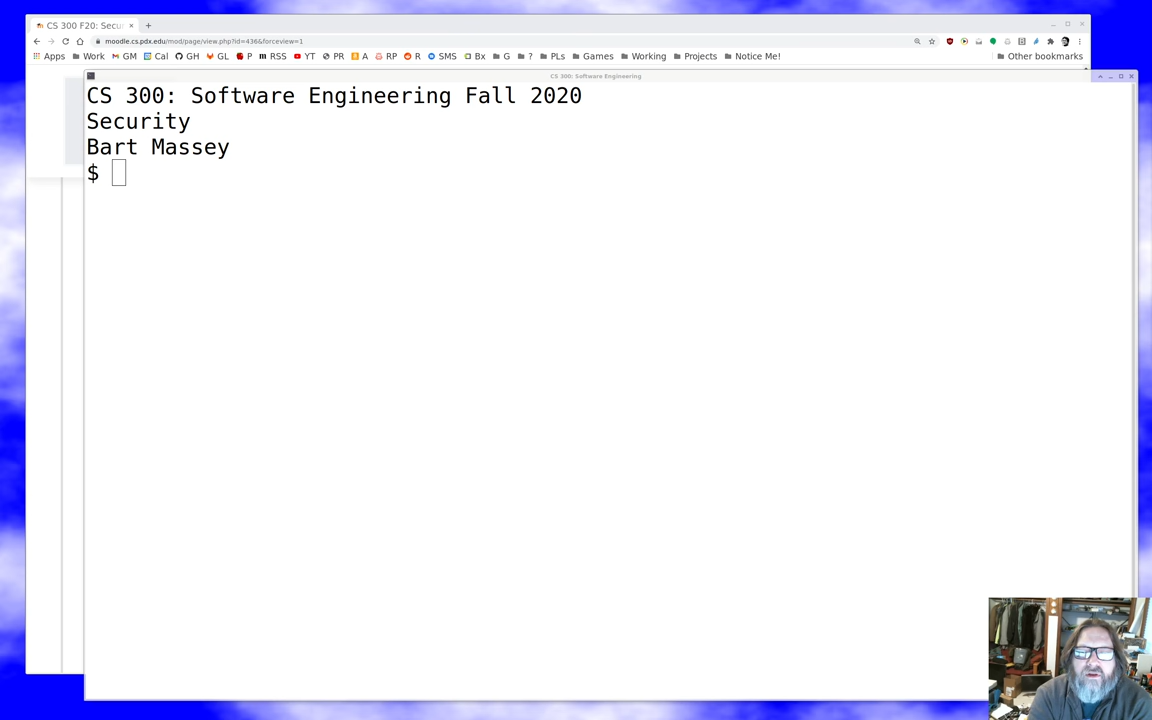 CS 300 F20: Secu
moodle.cs.pdx.edu/mod/page/view.php?id=436&forceview=1
Apps Work GM Cal GH GL P RSS YT PR A RP R SMS Bx G ? PLs Games Working Projects Notice Me! Other bookmarks
CS 300: Software Engineering
CS 300: Software Engineering Fall 2020
Security
Bart Massey
$